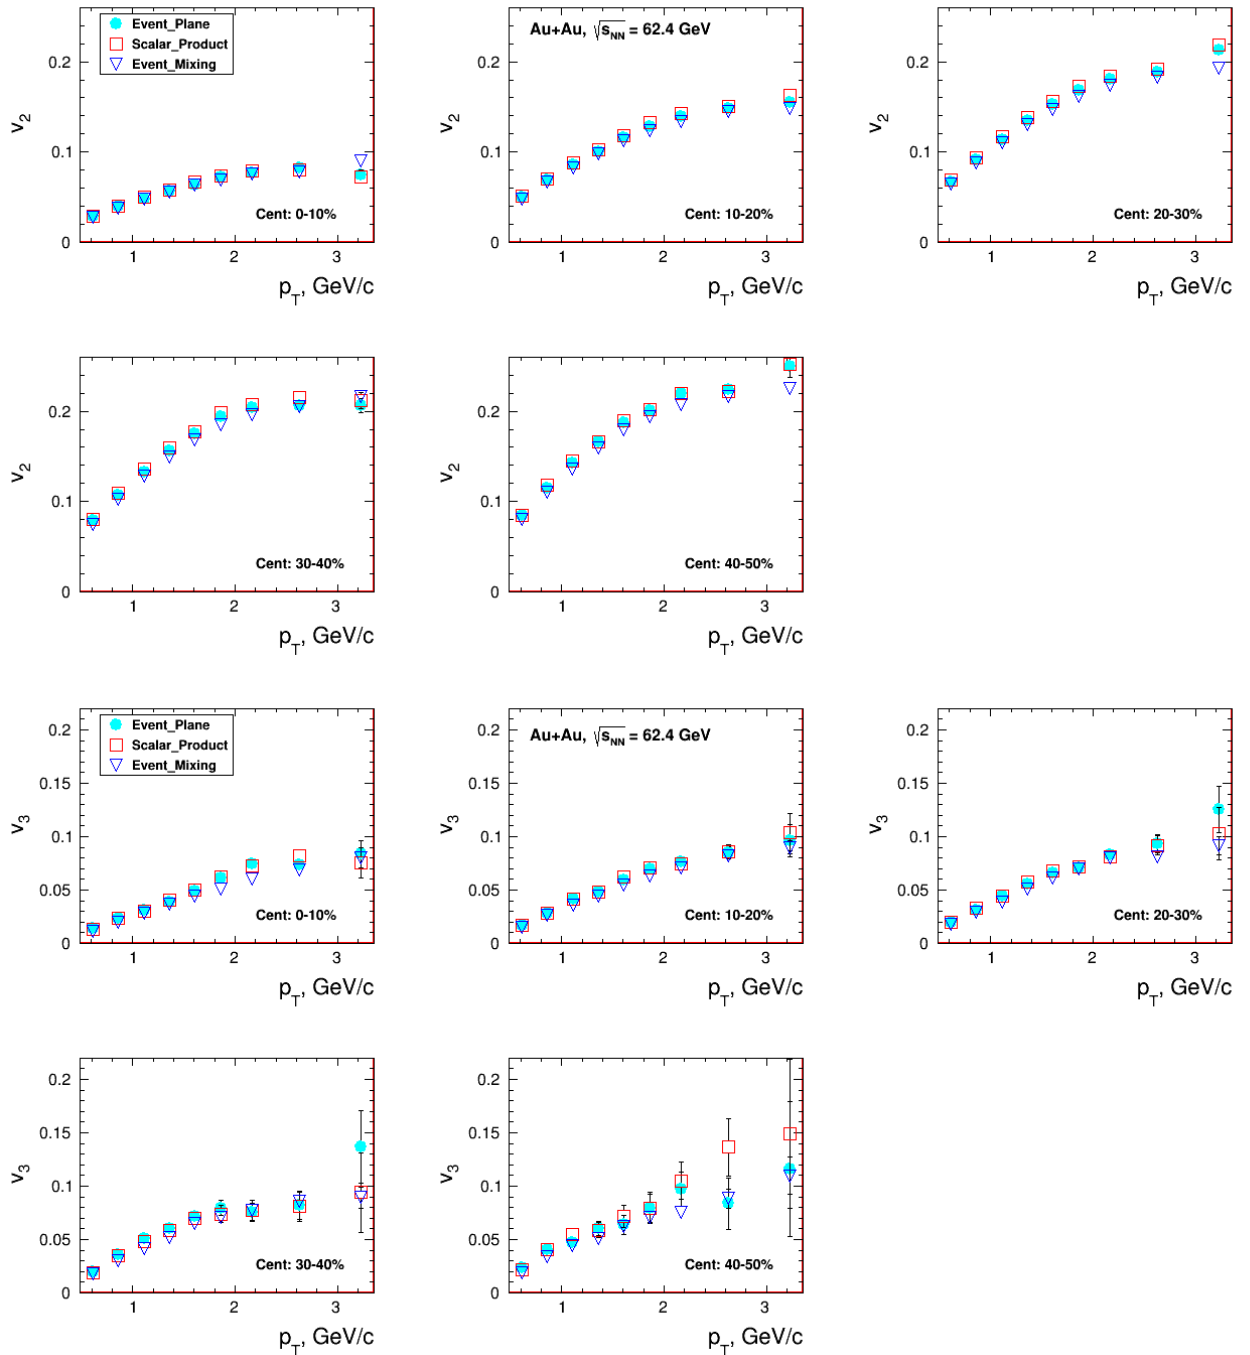 Event_Plane
Scalar_Product
Event_Mixing
v2
0.2
0.1
0
Cent: 0-10%
1 2 3
pT, GeV/c
Au+Au, √sNN = 62.4 GeV
v2
0.2
0.1
0
Cent: 10-20%
1 2 3
pT, GeV/c
v2
0.2
0.1
0
Cent: 20-30%
1 2 3
pT, GeV/c
v2
0.2
0.1
0
Cent: 30-40%
1 2 3
pT, GeV/c
v2
0.2
0.1
0
Cent: 40-50%
1 2 3
pT, GeV/c
Event_Plane
Scalar_Product
Event_Mixing
v3
0.2
0.15
0.1
0.05
0
Cent: 0-10%
1 2 3
pT, GeV/c
Au+Au, √sNN = 62.4 GeV
v3
0.2
0.15
0.1
0.05
0
Cent: 10-20%
1 2 3
pT, GeV/c
v3
0.2
0.15
0.1
0.05
0
Cent: 20-30%
1 2 3
pT, GeV/c
v3
0.2
0.15
0.1
0.05
0
Cent: 30-40%
1 2 3
pT, GeV/c
v3
0.2
0.15
0.1
0.05
0
Cent: 40-50%
1 2 3
pT, GeV/c